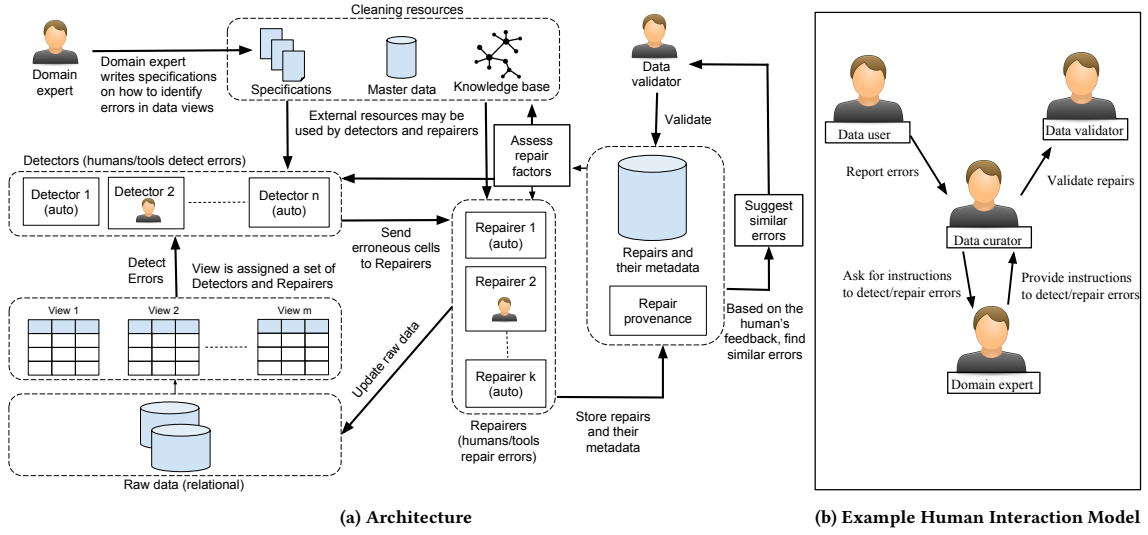 Cleaning resources
Domain
expert
Domain expert
writes specifications
on how to identify
errors in data views
Specifications
Master data
Knowledge base
External resources may be
used by detectors and repairers
Assess
repair
factors
Data
validator
Validate
Detectors (humans/tools detect errors)
Detector 1
(auto)
Detector 2
Detector n
(auto)
Send
erroneous cells
to Repairers
Detect
Errors
View is assigned a set of
Detectors and Repairers
View 1
View 2
View m
Raw data (relational)
Update raw data
Repairer 1
(auto)
Repairer 2
Repairer k
(auto)
Repairers
(humans/tools
repair errors)
Store repairs
and their
metadata
Repairs and
their metadata
Repair
provenance
Suggest
similar
errors
Based on the
human's
feedback, find
similar errors
(a) Architecture
Data user
Data validator
Report errors
Validate repairs
Data curator
Ask for instructions
to detect/repair errors
Provide instructions
to detect/repair errors
Domain expert
(b) Example Human Interaction Model